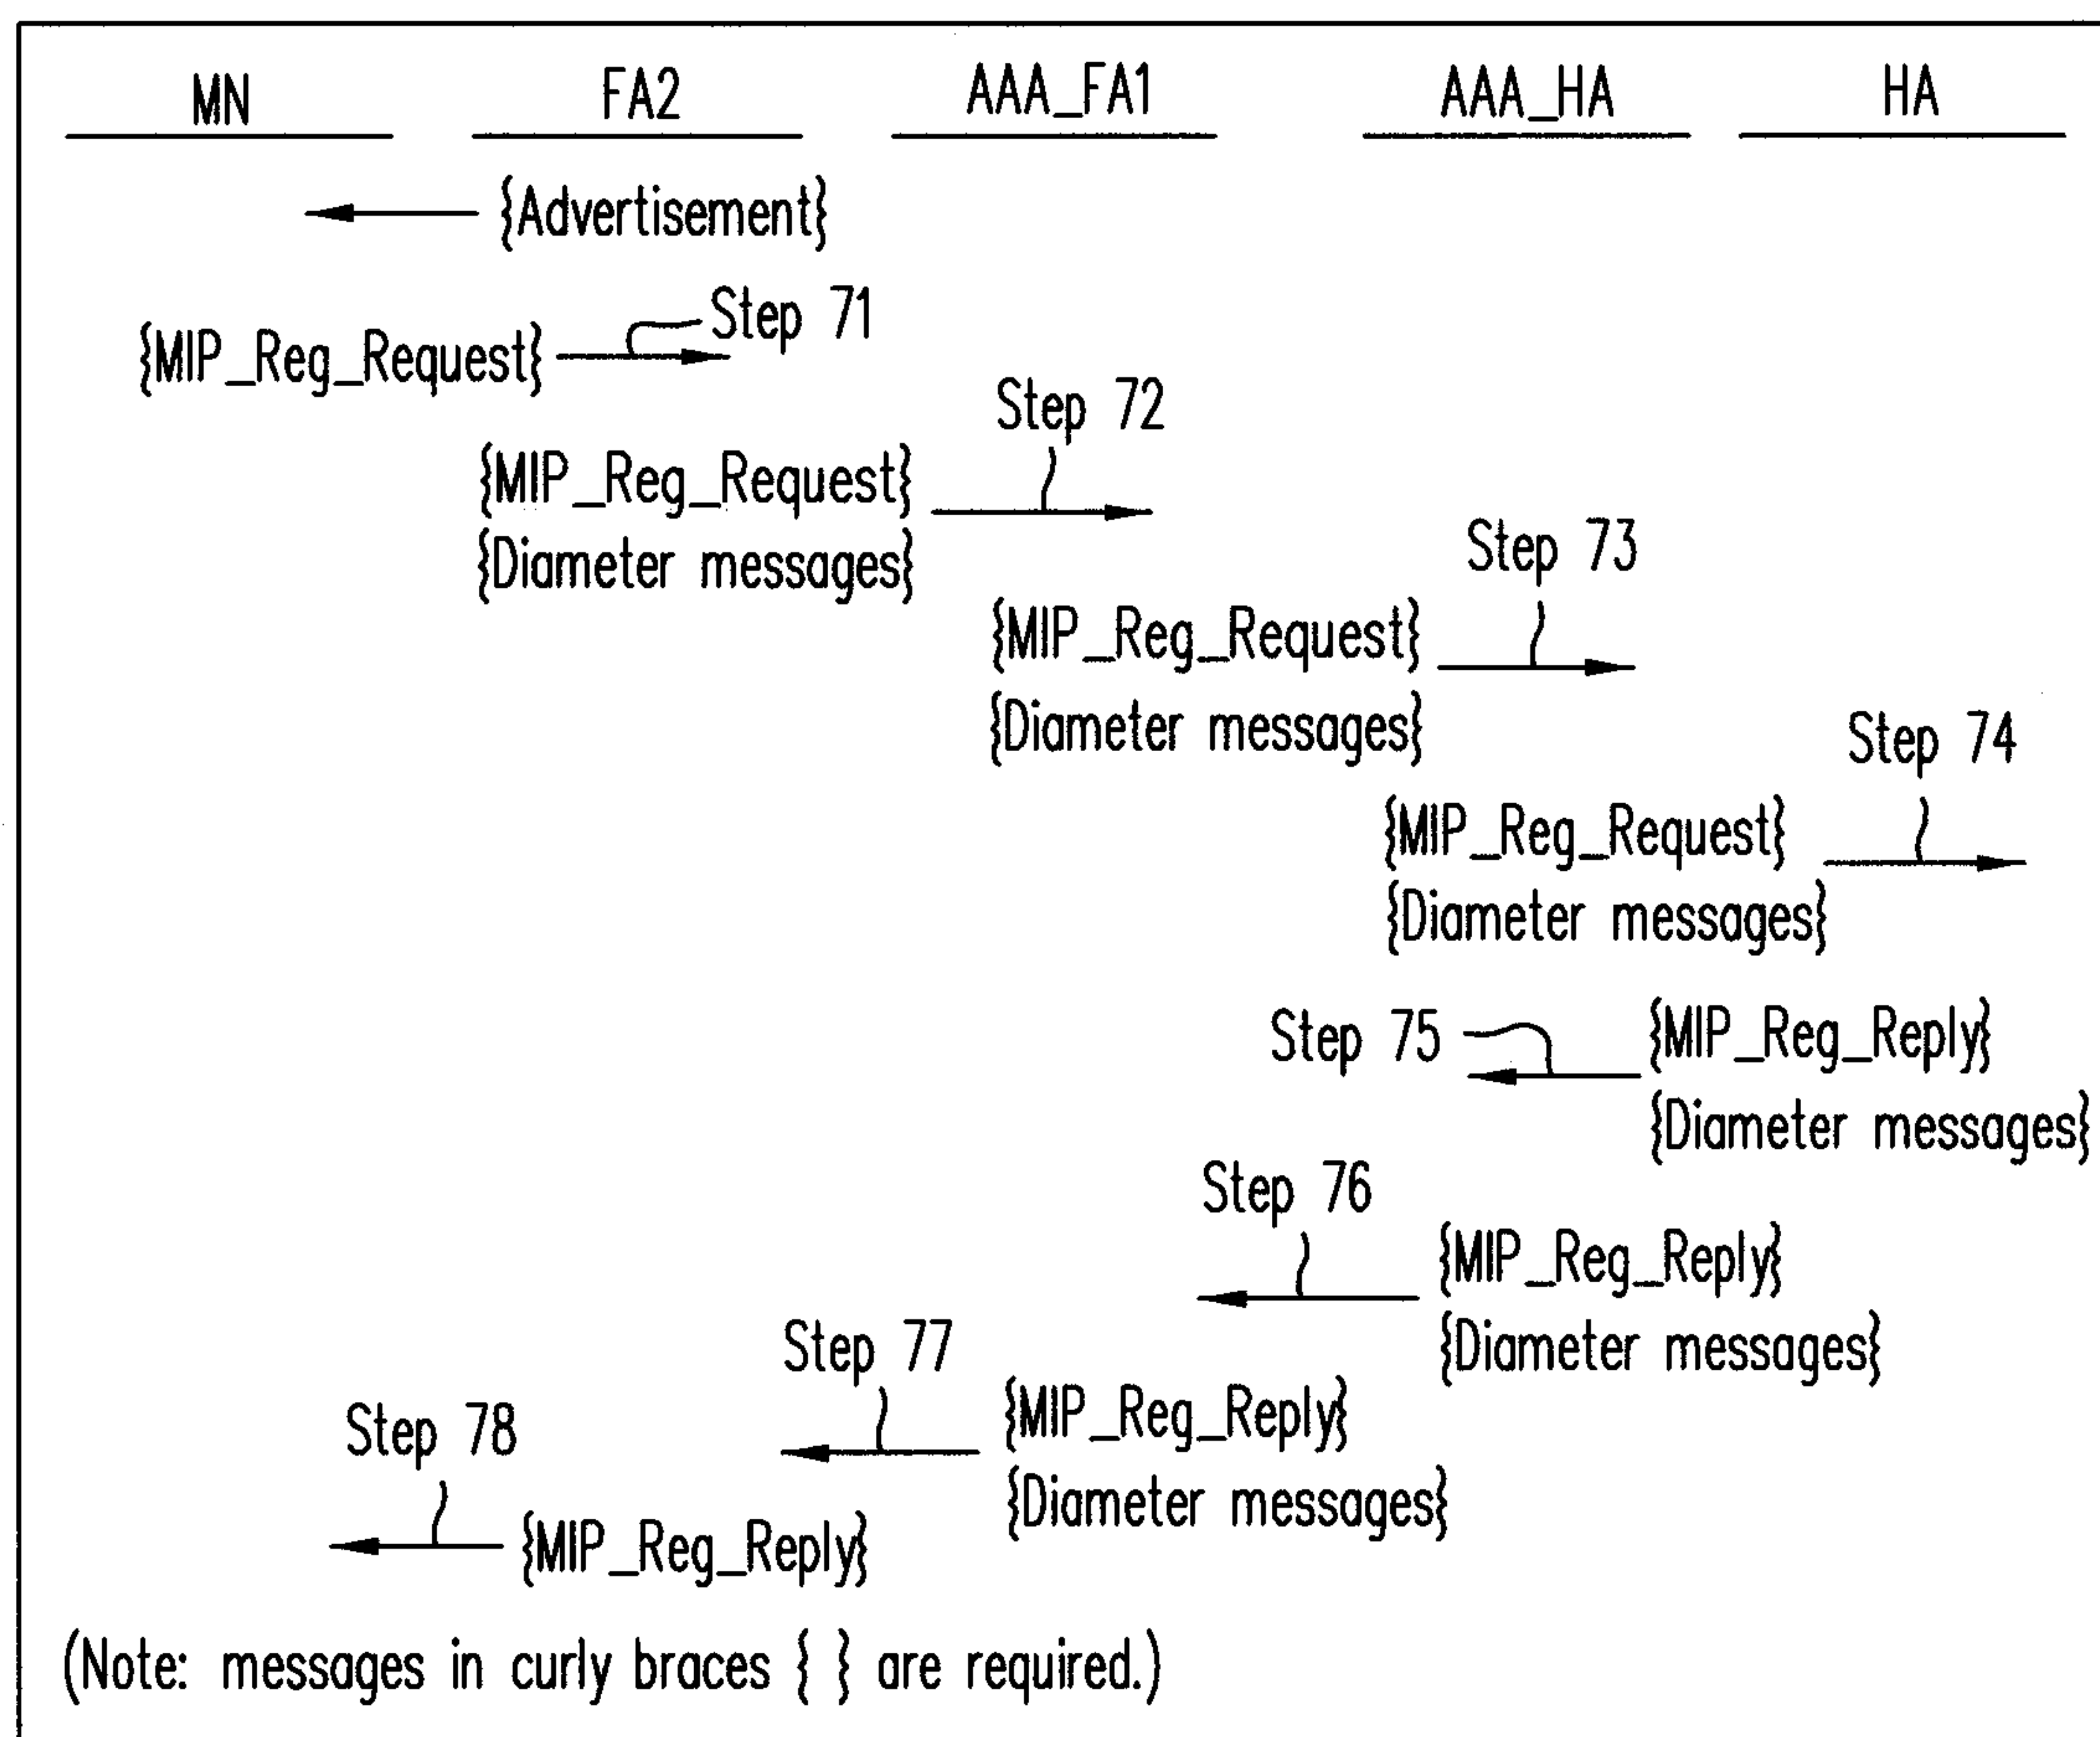 MN FA2 AAA_FA1 AAA_HA HA
{Advertisement}
Step 71
{MIP_Reg_Request}
Step 72
{MIP_Reg_Request}
{Diameter messages}
Step 73
{MIP_Reg_Request}
{Diameter messages}
Step 74
{MIP_Reg_Request}
{Diameter messages}
Step 75 {MIP_Reg_Reply}
{Diameter messages}
Step 76
{MIP_Reg_Reply}
{Diameter messages}
Step 77
{MIP_Reg_Reply}
{Diameter messages}
Step 78
{MIP_Reg_Reply}
(Note: messages in curly braces { } are required.)